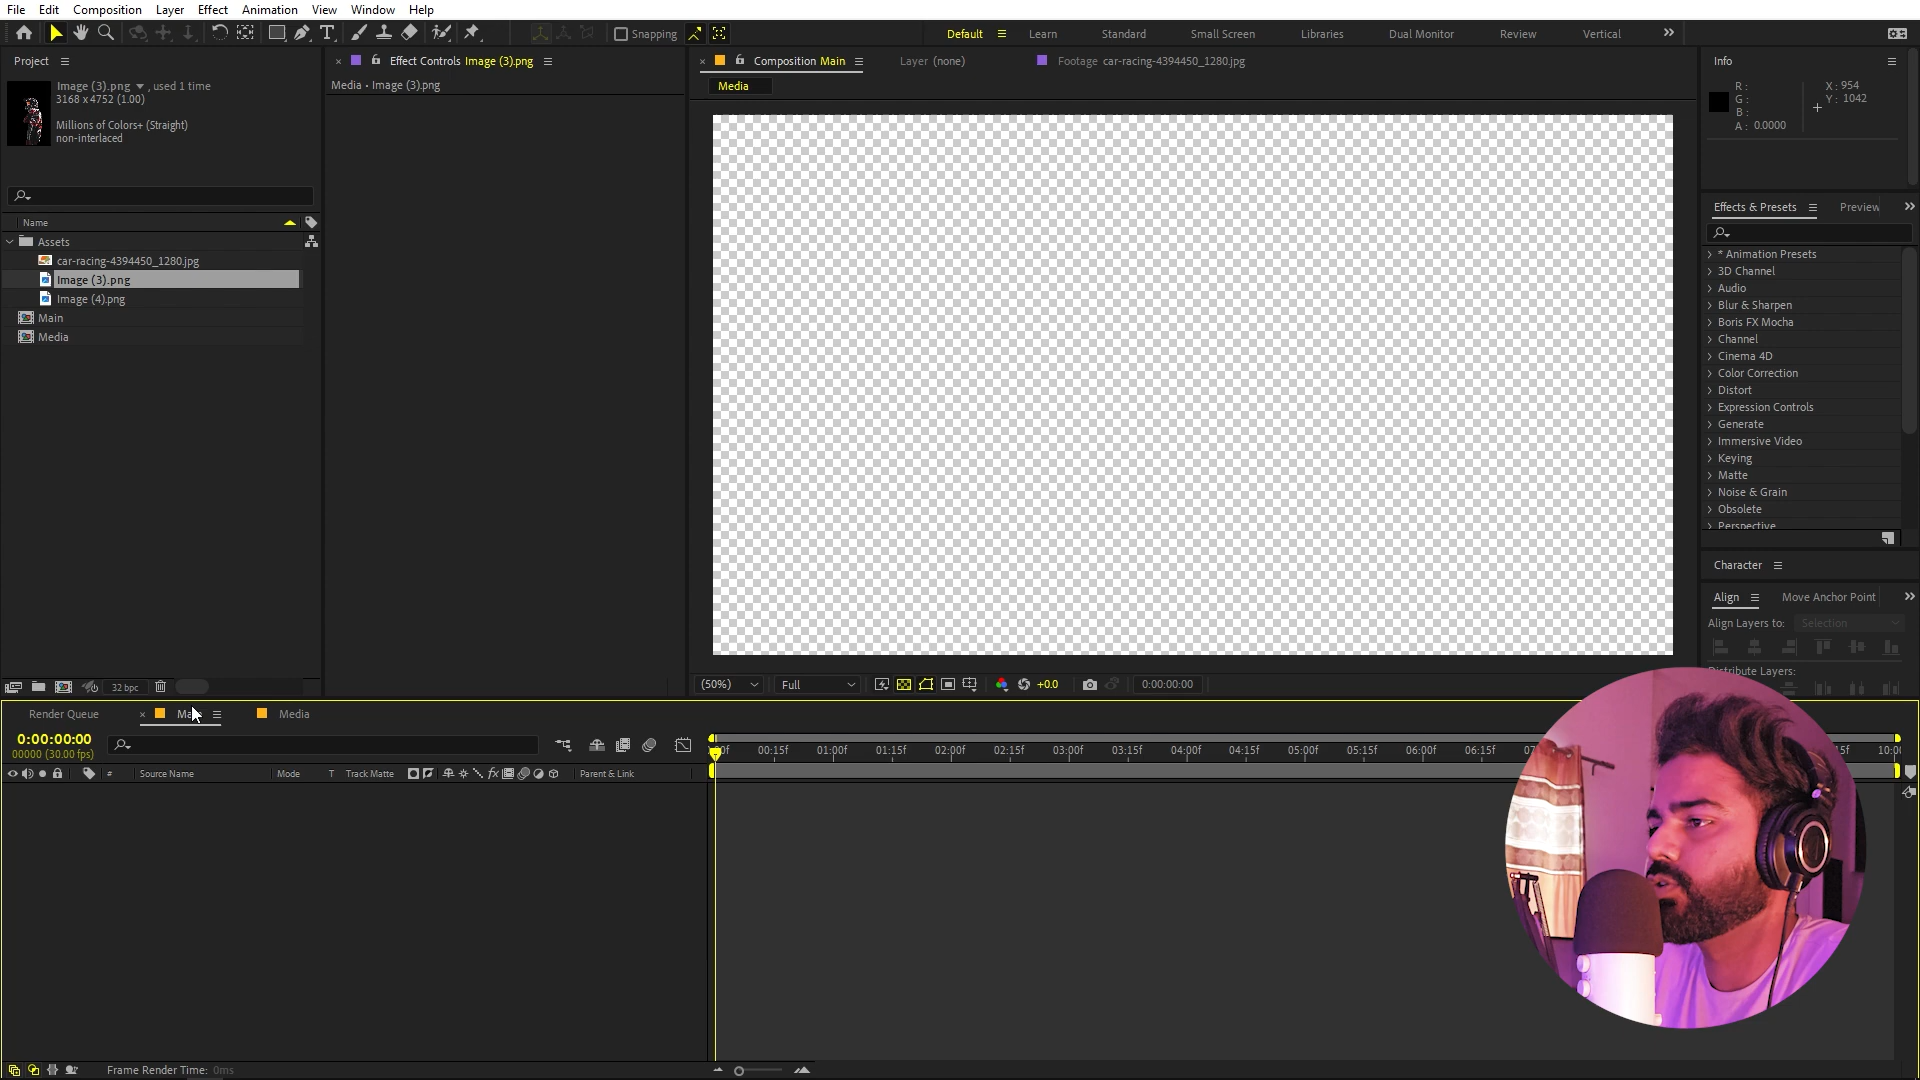 File Edit Composition Layer Effect Animation View Window Help
Snapping
Default Learn Standard Small Screen Libraries Dual Monitor Review Vertical
Project
Image (3).png , used 1 time
3168 x 4752 (1.00)
Millions of Colors+ (Straight)
non-interlaced
Name
Assets
car-racing-4394450_1280.jpg
Image (3).png
Image (4).png
Main
Media
32 bpc
Effect Controls Image (3).png
Media • Image (3).png
Composition Main
Layer (none)
Footage car-racing-4394450_1280.jpg
Media
(50%) Full +0.0 0:00:00:00
Info
R :
G :
B :
A : 0.0000
X : 954
Y : 1042
Effects & Presets Preview
* Animation Presets
3D Channel
Audio
Blur & Sharpen
Boris FX Mocha
Channel
Cinema 4D
Color Correction
Distort
Expression Controls
Generate
Immersive Video
Keying
Matte
Noise & Grain
Obsolete
Perspective
Character
Align Move Anchor Point
Align Layers to: Selection
Distribute Layers:
Render Queue Media
0:00:00:00
00000 (30.00 fps)
# Source Name Mode T Track Matte fx Parent & Link
00:15f 01:00f 01:15f 02:00f 02:15f 03:00f 03:15f 04:00f 04:15f 05:00f 05:15f 06:00f 06:15f
Frame Render Time: 0ms